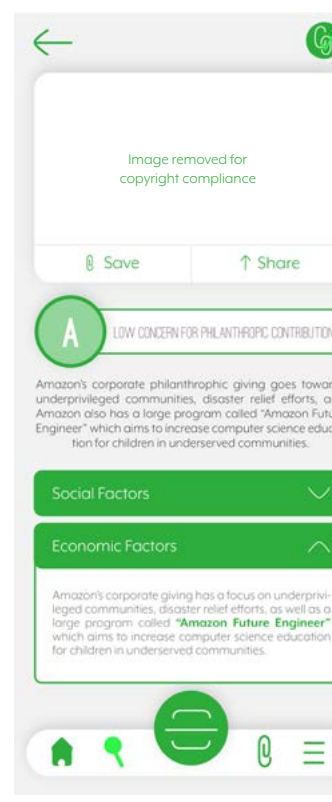 Image removed for
copyright compliance
Save
Share
A
LOW CONCERN FOR PHILANTHROPIC CONTRIBUTION
Amazon's corporate philanthrophic giving goes towar
underprivileged communities, disaster relief efforts, a
Amazon also has a large program called "Amazon Futu
Engineer" which aims to increase computer science educ
tion for children in underserved communities.
Social Factors
Economic Factors
Amazon's corporate giving has a focus on underprivi-
leged communities, disaster relief efforts, as well as a
large program called "Amazon Future Engineer"
which aims to increase computer science education
for children in underserved communities.